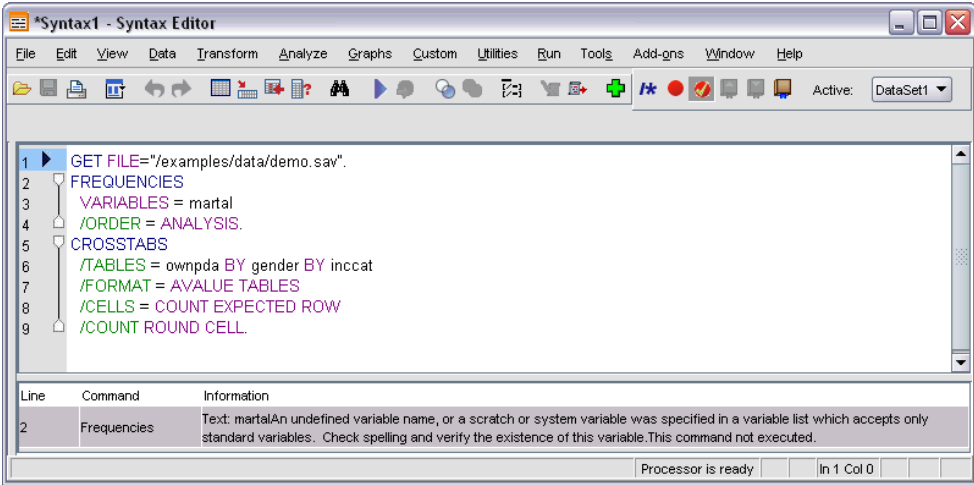 *Syntax1 - Syntax Editor
File Edit View Data Transform Analyze Graphs Custom Utilities Run Tools Add-ons Window Help
Active: DataSet1
1 GET FILE="/examples/data/demo.sav".
2 FREQUENCIES
3 VARIABLES = martal
4 /ORDER = ANALYSIS.
5 CROSSTABS
6 /TABLES = ownpda BY gender BY inccat
7 /FORMAT = AVALUE TABLES
8 /CELLS = COUNT EXPECTED ROW
9 /COUNT ROUND CELL.
Line Command Information
2 Frequencies Text: martalAn undefined variable name, or a scratch or system variable was specified in a variable list which accepts only
standard variables. Check spelling and verify the existence of this variable.This command not executed.
Processor is ready In 1 Col 0